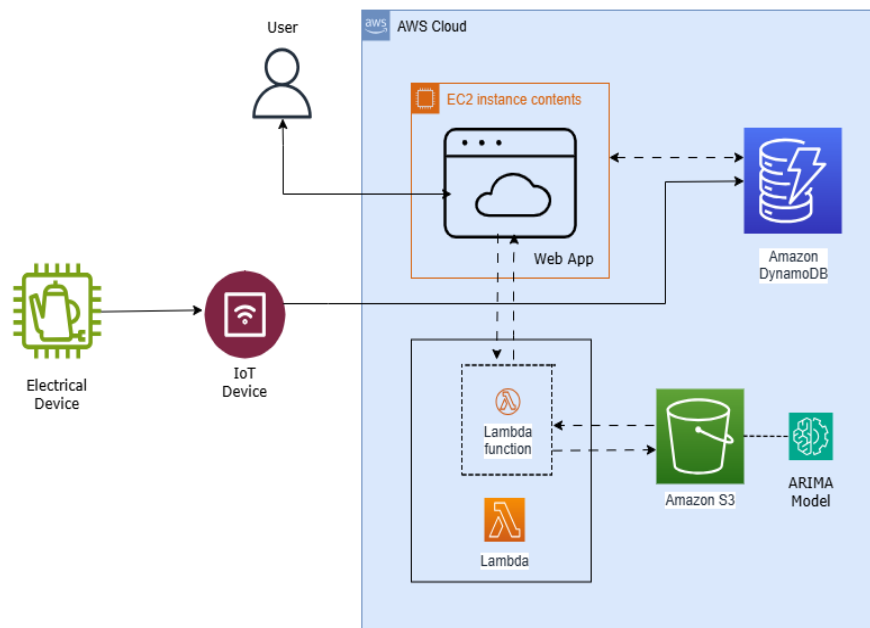 User
aws
AWS Cloud
EC2 instance contents
Web App
Amazon
DynamoDB
Electrical
Device
IoT
Device
Lambda
function
Lambda
Amazon S3
ARIMA
Model